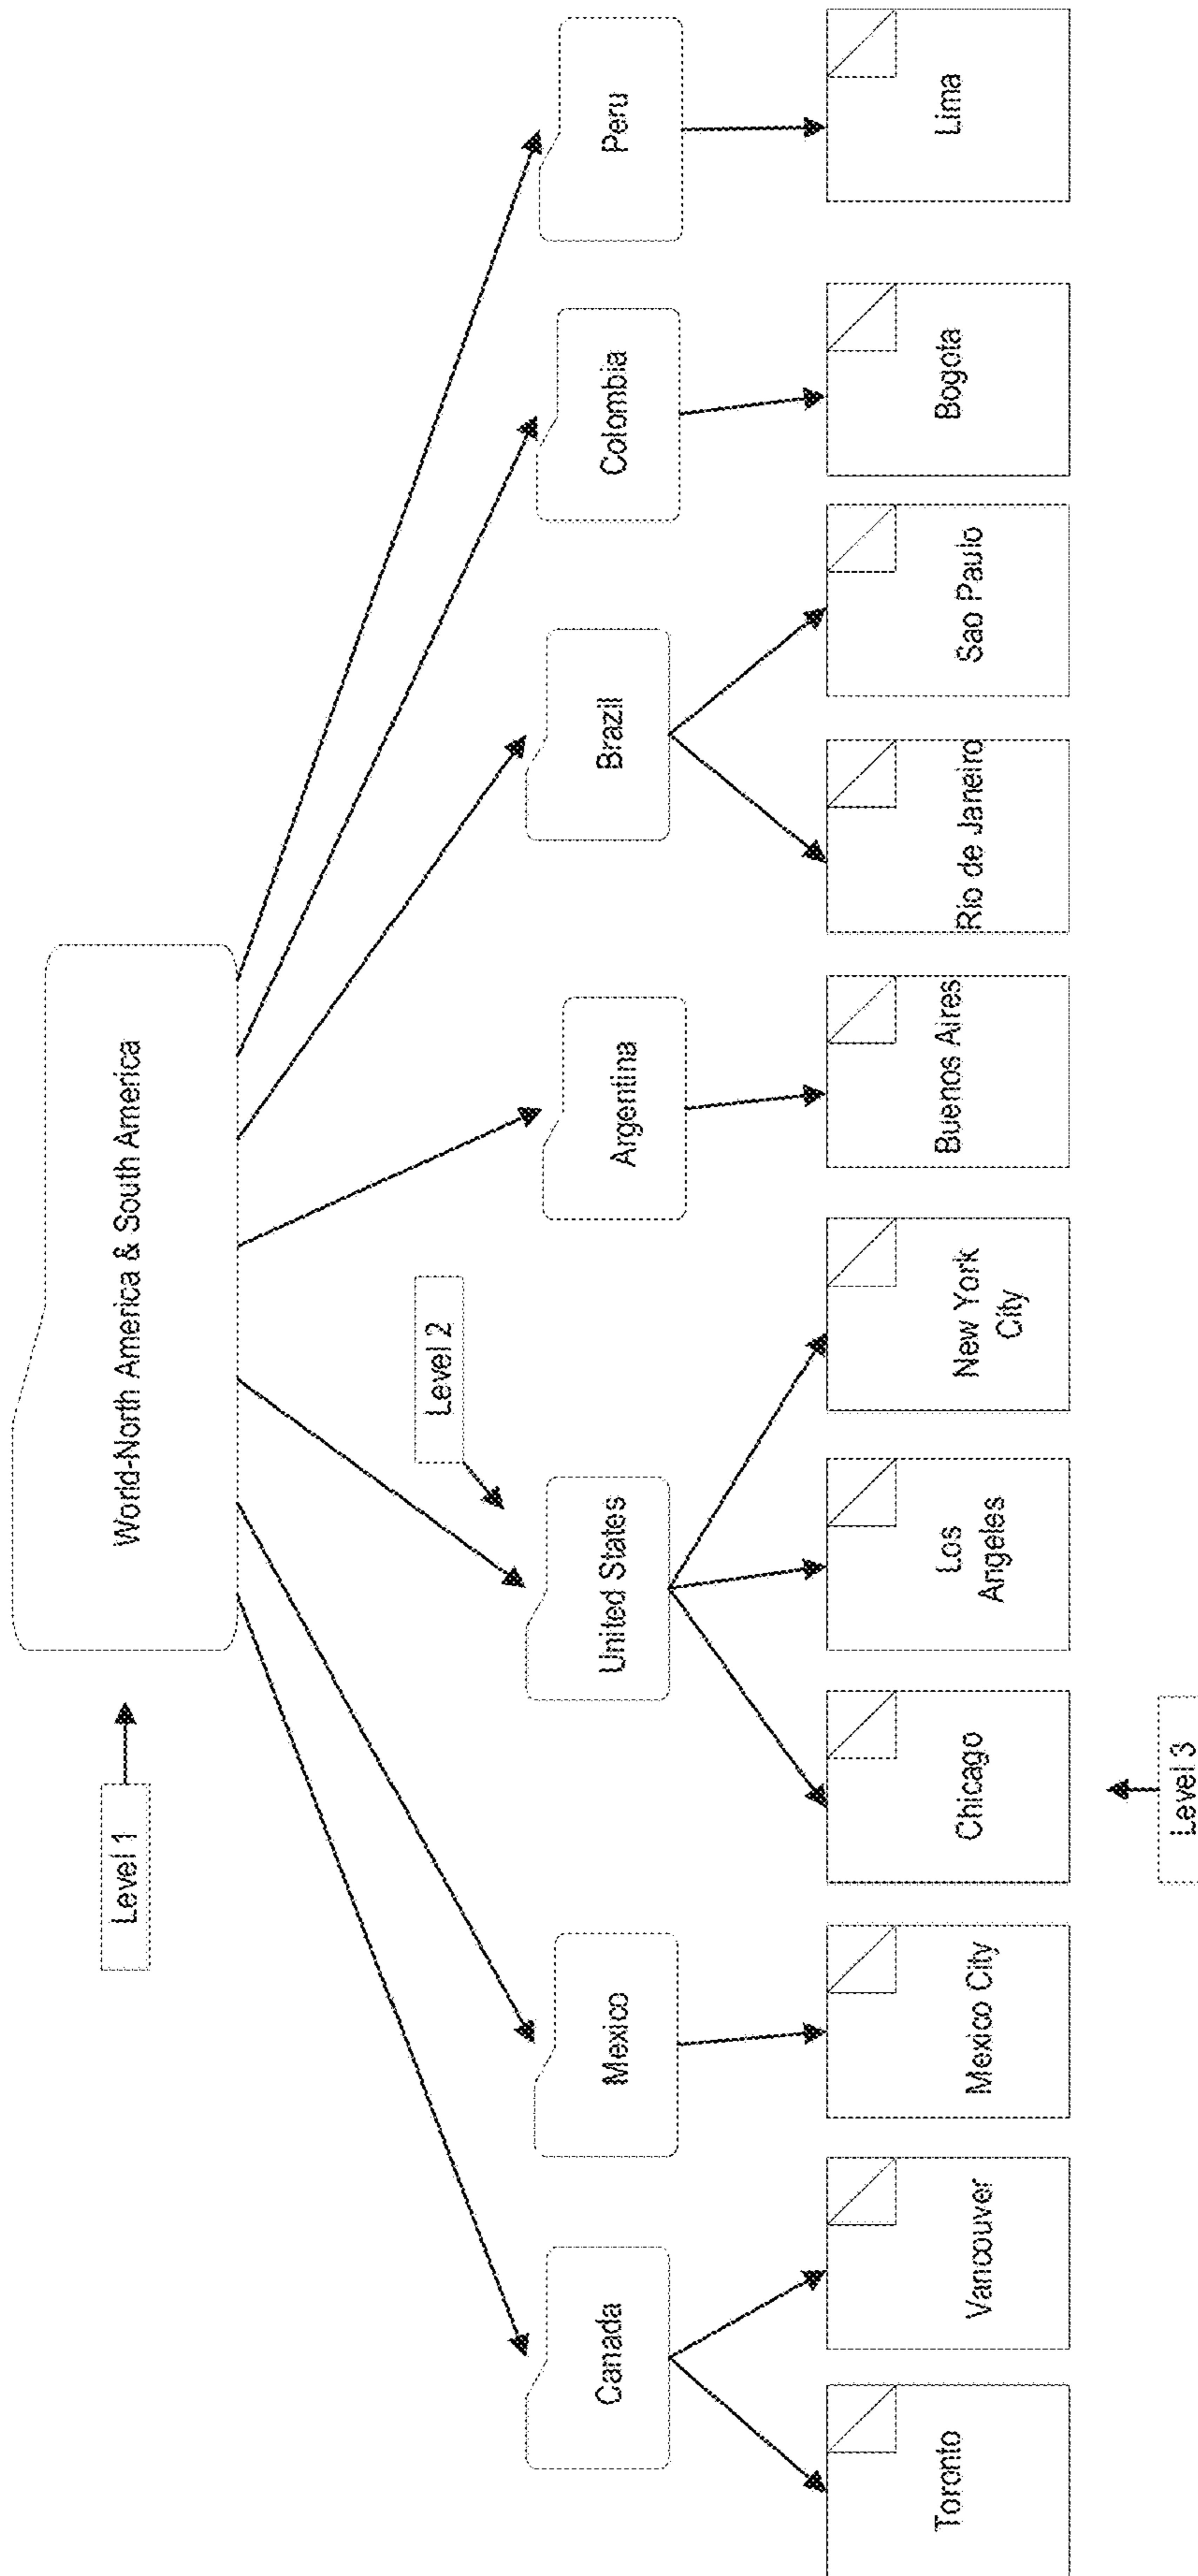 World-North America & South America
Level 1
Level 2
Canada
Mexico
United States
Argentina
Brazil
Colombia
Peru
Toronto
Vancouver
Mexico City
Chicago
Los
Angeles
New York
City
Buenos Aires
Rio de Janeiro
Sao Paulo
Bogota
Lima
Level 3